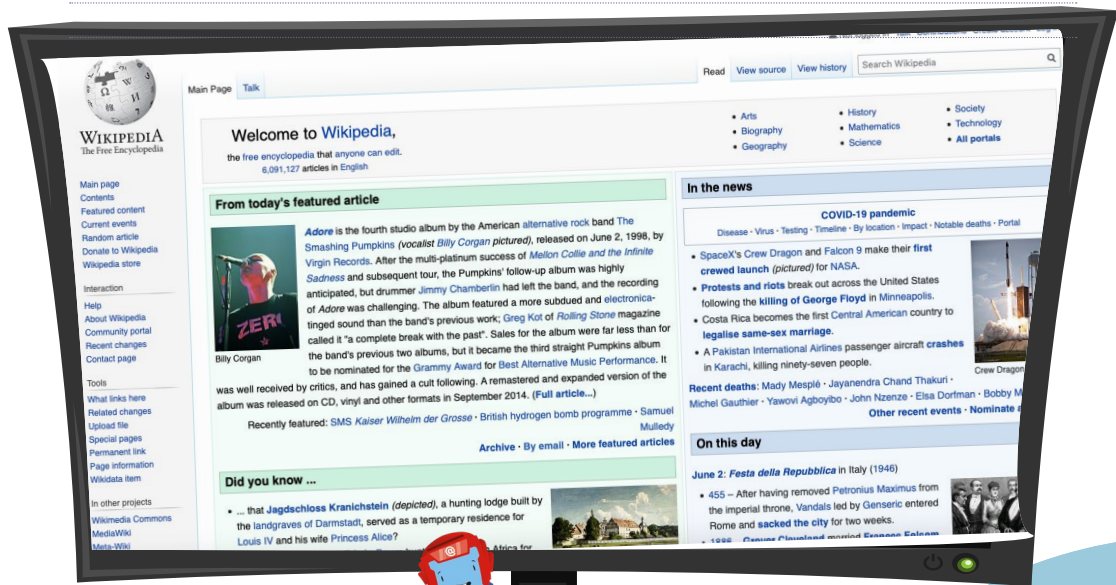 Not logged in
WIKIPEDIA
The Free Encyclopedia
Main Page Talk
Read View source View history Search Wikipedia
Welcome to Wikipedia,
the free encyclopedia that anyone can edit.
6,091,127 articles in English
• Arts
• Biography
• Geography
• History
• Mathematics
• Science
• Society
• Technology
• All portals
Main page
Contents
Featured content
Current events
Random article
Donate to Wikipedia
Wikipedia store
Interaction
Help
About Wikipedia
Community portal
Recent changes
Contact page
Tools
What links here
Related changes
Upload file
Special pages
Permanent link
Page information
Wikidata item
In other projects
Wikimedia Commons
MediaWiki
Meta-Wiki
From today's featured article
ZERO
Billy Corgan
Adore is the fourth studio album by the American alternative rock band The
Smashing Pumpkins (vocalist Billy Corgan pictured), released on June 2, 1998, by
Virgin Records. After the multi-platinum success of Mellon Collie and the Infinite
Sadness and subsequent tour, the Pumpkins' follow-up album was highly
anticipated, but drummer Jimmy Chamberlin had left the band, and the recording
of Adore was challenging. The album featured a more subdued and electronica-
tinged sound than the band's previous work; Greg Kot of Rolling Stone magazine
called it "a complete break with the past". Sales for the album were far less than for
the band's previous two albums, but it became the third straight Pumpkins album
to be nominated for the Grammy Award for Best Alternative Music Performance. It
was well received by critics, and has gained a cult following. A remastered and expanded version of the
album was released on CD, vinyl and other formats in September 2014. (Full article...)
Recently featured: SMS Kaiser Wilhelm der Grosse · British hydrogen bomb programme · Samuel
Mulledy
Archive · By email · More featured articles
Did you know ...
• ... that Jagdschloss Kranichstein (depicted), a hunting lodge built by
the landgraves of Darmstadt, served as a temporary residence for
Louis IV and his wife Princess Alice?
Africa for
In the news
COVID-19 pandemic
Disease · Virus · Testing · Timeline · By location · Impact · Notable deaths · Portal
• SpaceX's Crew Dragon and Falcon 9 make their first
crewed launch (pictured) for NASA.
• Protests and riots break out across the United States
following the killing of George Floyd in Minneapolis.
• Costa Rica becomes the first Central American country to
legalise same-sex marriage.
• A Pakistan International Airlines passenger aircraft crashes
in Karachi, killing ninety-seven people.
Crew Dragon
Recent deaths: Mady Mesplé · Jayanendra Chand Thakuri ·
Michel Gauthier · Yawovi Agboyibo · John Nzenze · Elsa Dorfman · Bobby M
Other recent events · Nominate a
On this day
June 2: Festa della Repubblica in Italy (1946)
• 455 – After having removed Petronius Maximus from
the imperial throne, Vandals led by Genseric entered
Rome and sacked the city for two weeks.
• 1886 – Grover Cleveland married Frances Folsom
@